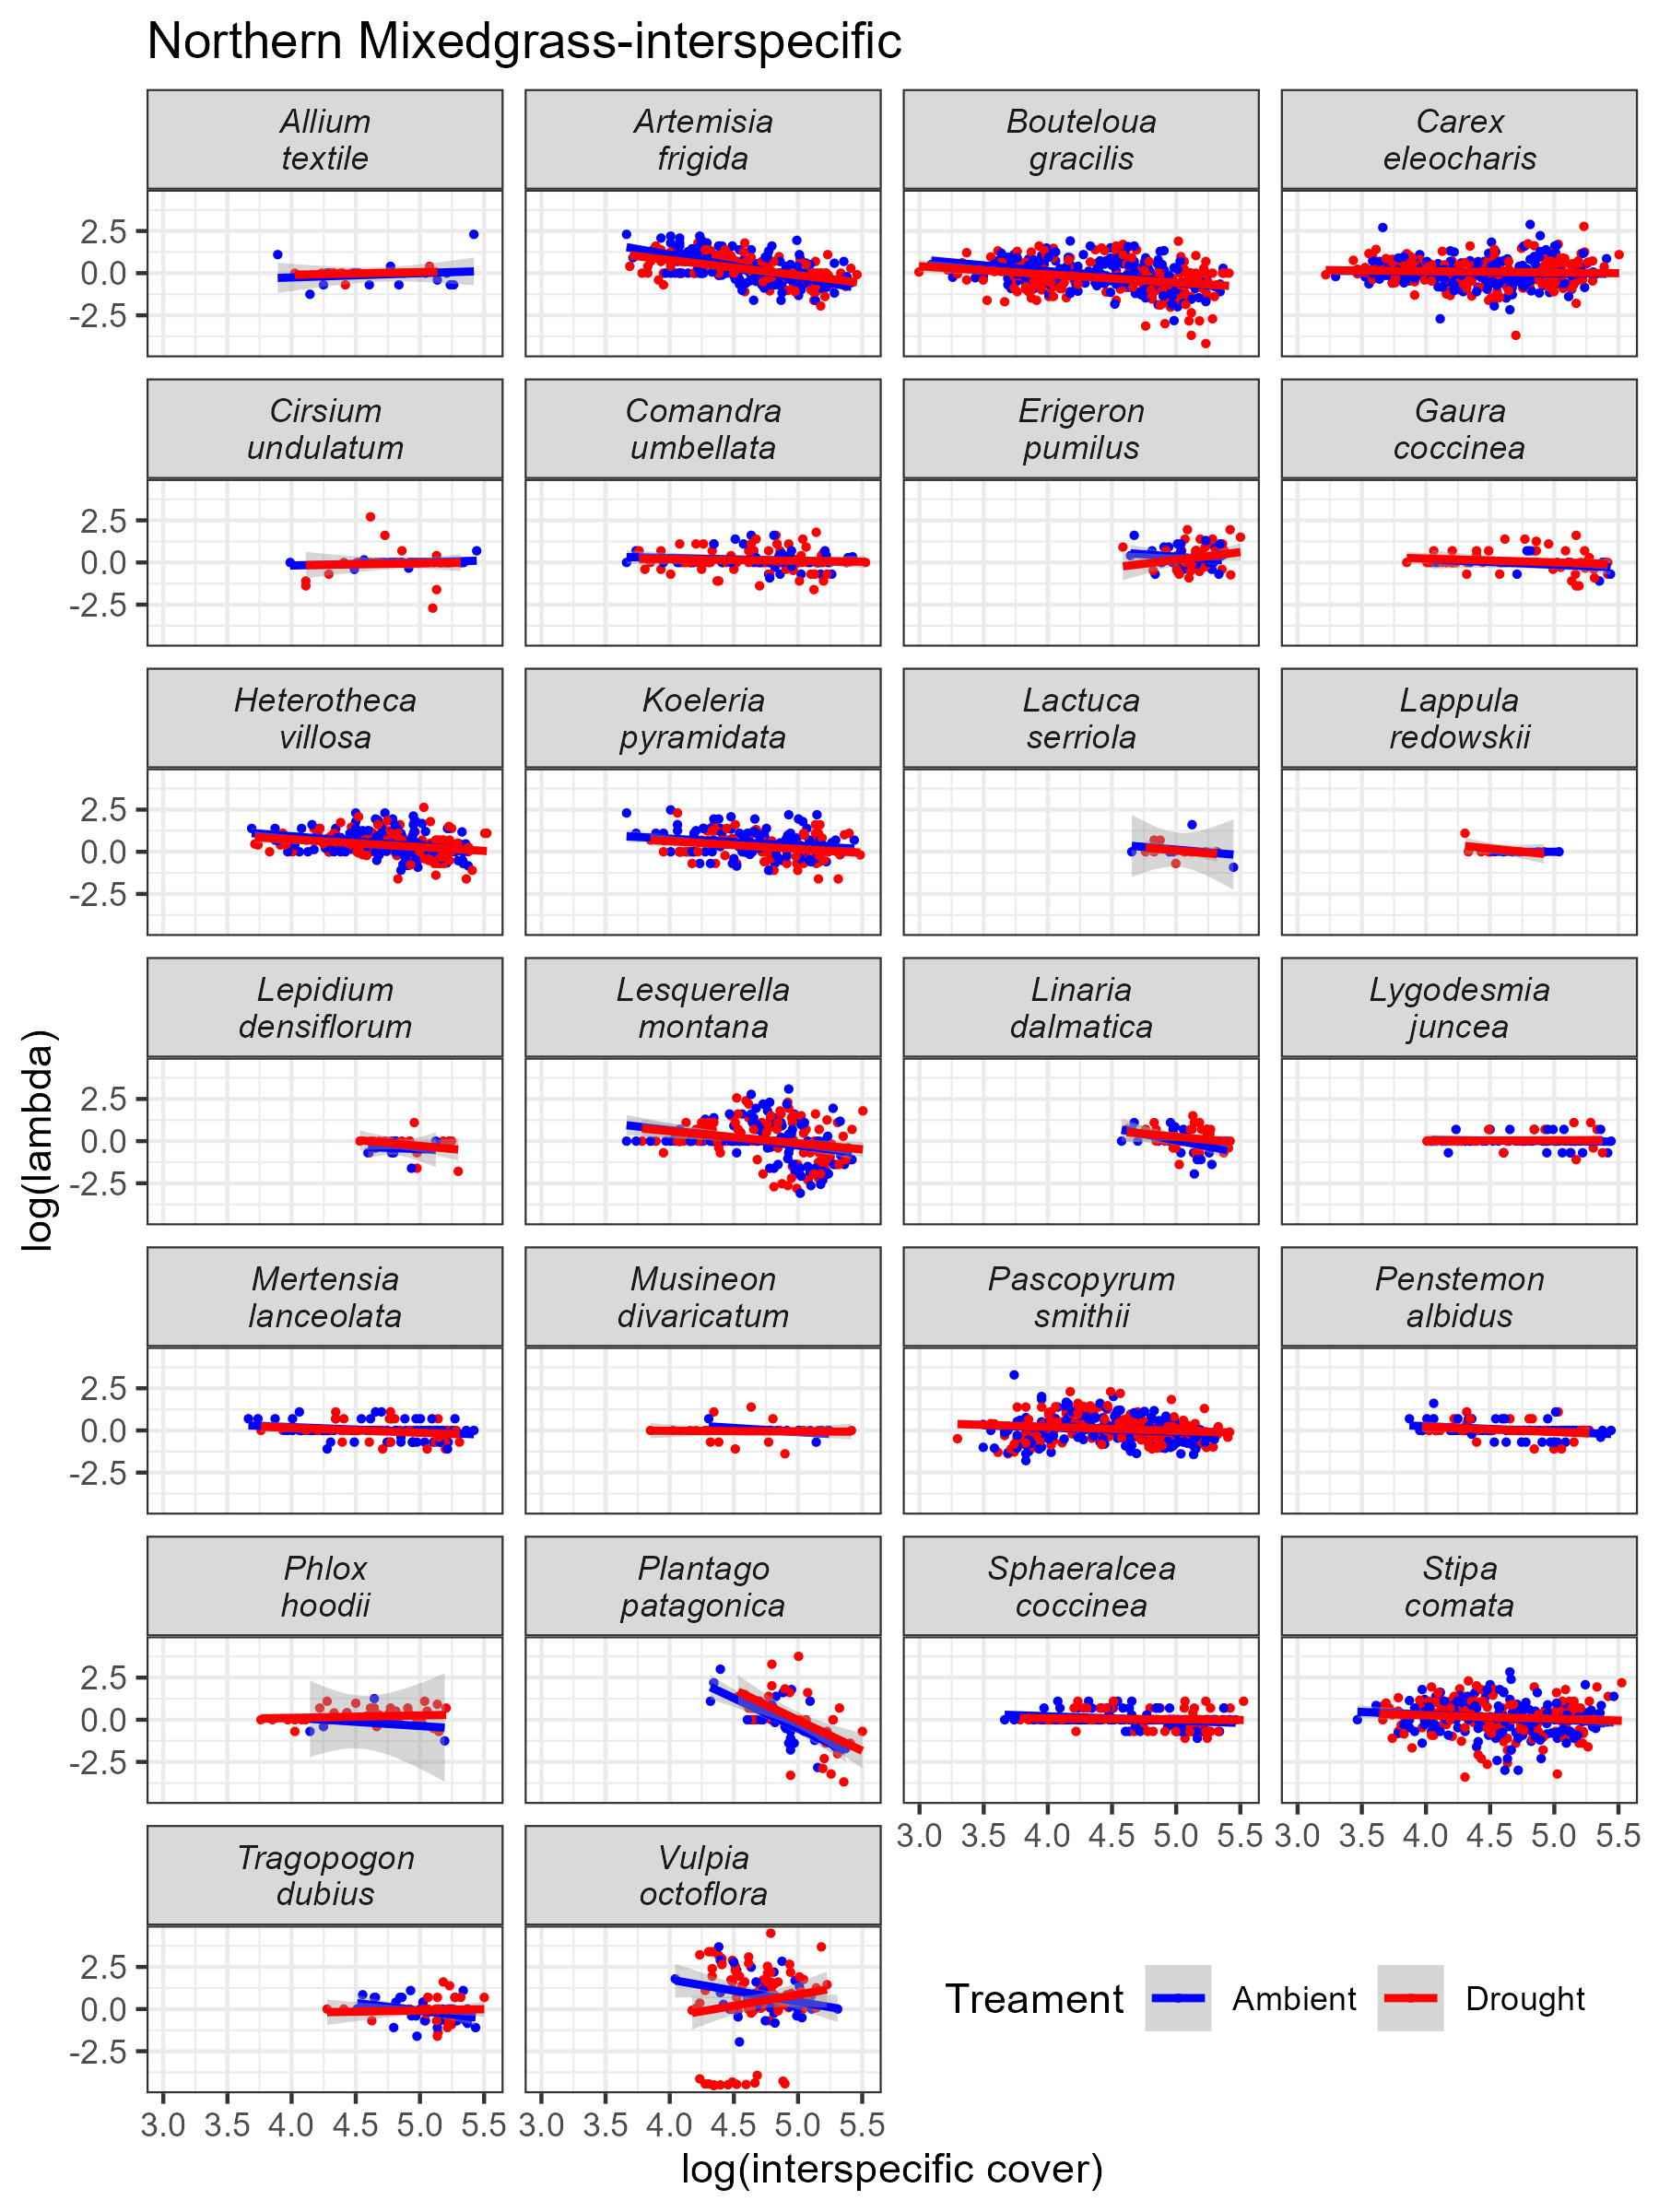 Northern Mixedgrass-interspecific
Allium
textile
Artemisia
frigida
Bouteloua
gracilis
Carex
eleocharis
2.5
0.0
-2.5
Cirsium
undulatum
Comandra
umbellata
Erigeron
pumilus
Gaura
coccinea
2.5
0.0
-2.5
Heterotheca
villosa
Koeleria
pyramidata
Lactuca
serriola
Lappula
redowskii
2.5
0.0
-2.5
Lepidium
densiflorum
Lesquerella
montana
Linaria
dalmatica
Lygodesmia
juncea
2.5
0.0
-2.5
log(lambda)
Mertensia
lanceolata
Musineon
divaricatum
Pascopyrum
smithii
Penstemon
albidus
2.5
0.0
-2.5
Phlox
hoodii
Plantago
patagonica
Sphaeralcea
coccinea
Stipa
comata
2.5
0.0
-2.5
3.0 3.5 4.0 4.5 5.0 5.5
3.0 3.5 4.0 4.5 5.0 5.5
Tragopogon
dubius
Vulpia
octoflora
2.5
0.0
-2.5
3.0 3.5 4.0 4.5 5.0 5.5
3.0 3.5 4.0 4.5 5.0 5.5
Treament
Ambient
Drought
log(interspecific cover)